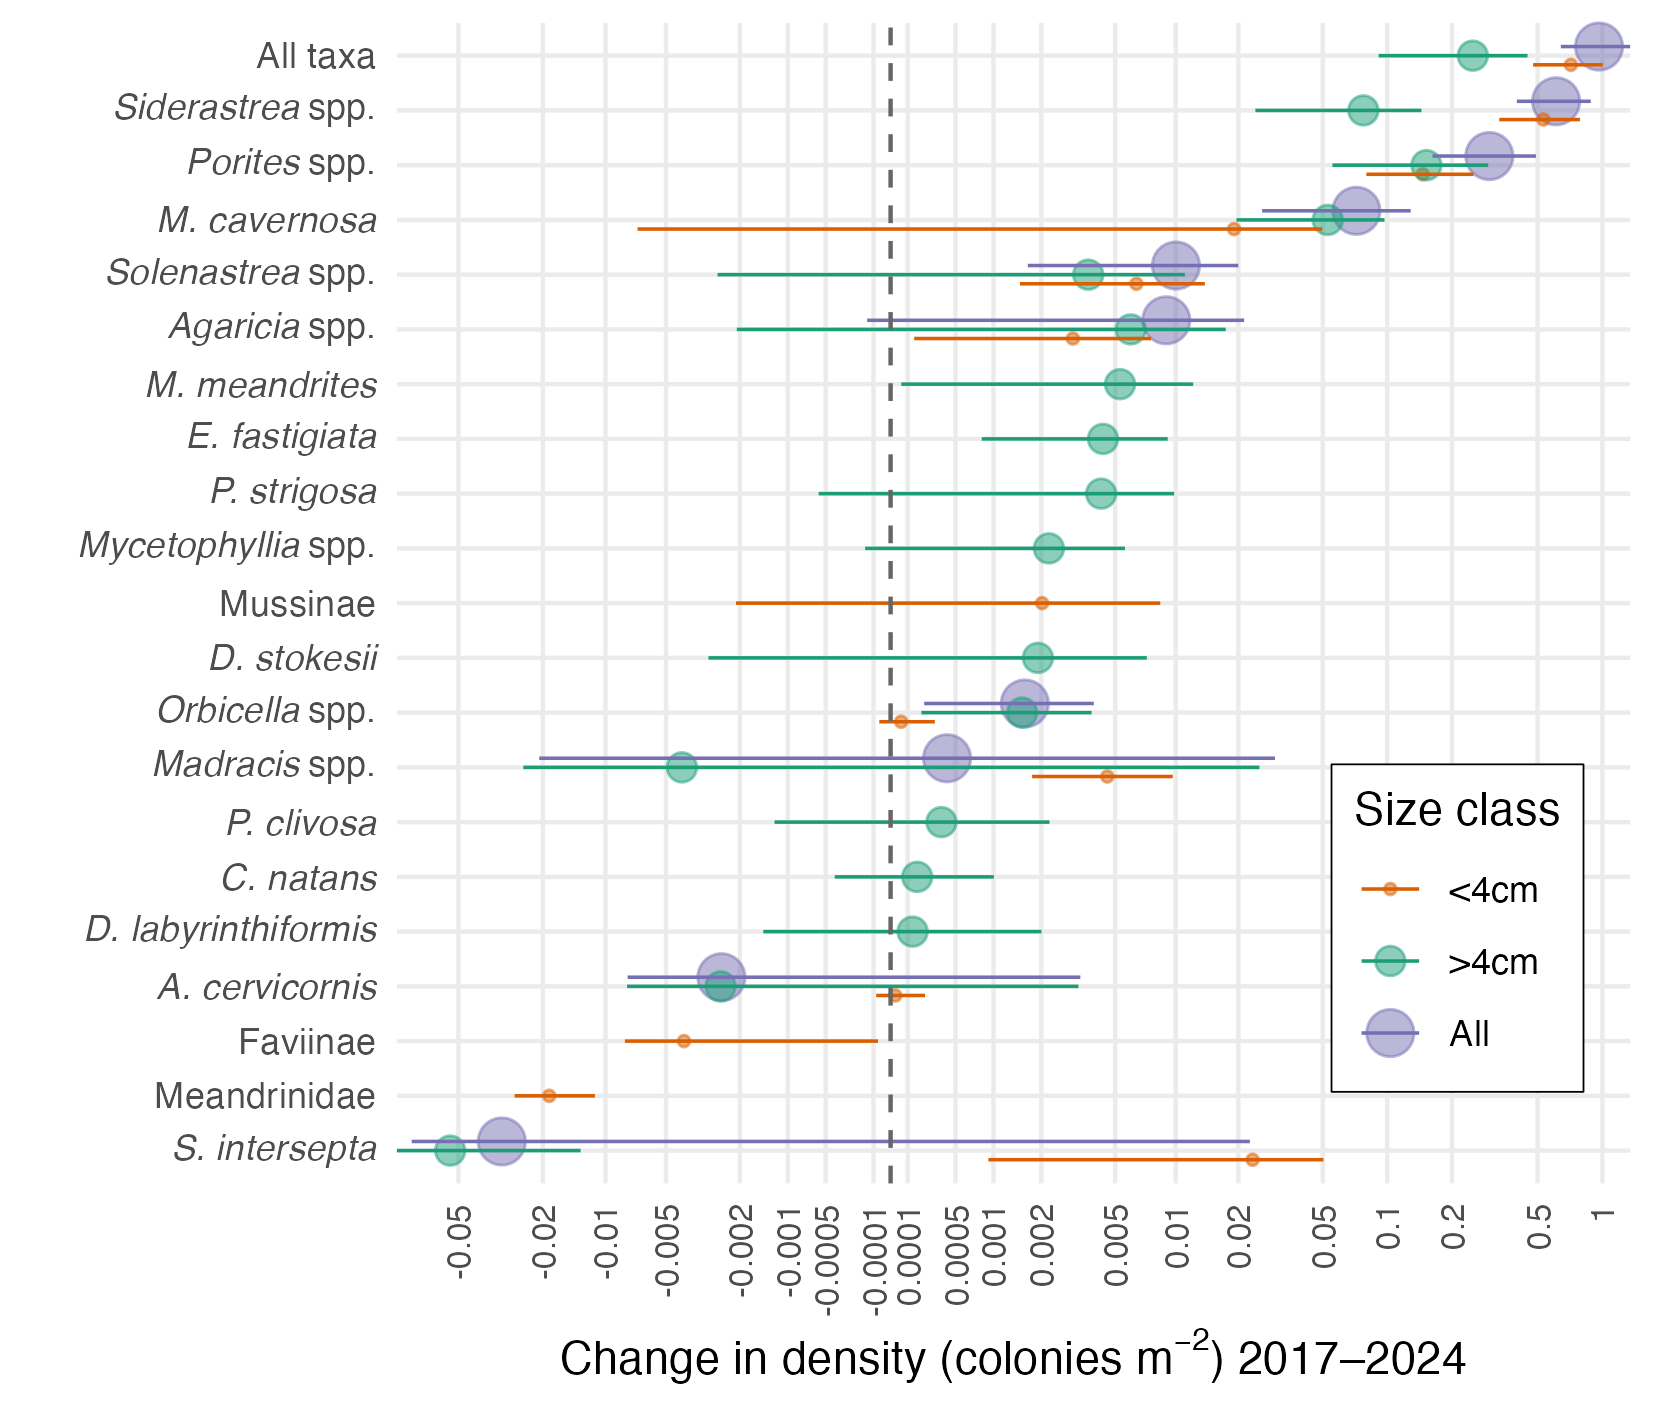 All taxa
Siderastrea spp.
Porites spp.
M. cavernosa
Solenastrea spp.
Agaricia spp.
M. meandrites
E. fastigiata
P. strigosa
Mycetophyllia spp.
Mussinae
D. stokesii
Orbicella spp.
Madracis spp.
P. clivosa
C. natans
D. labyrinthiformis
A. cervicornis
Faviinae
Meandrinidae
S. intersepta
Size class
<4cm
>4cm
All
-0.05
-0.02
-0.01
-0.005
-0.002
-0.001
-0.0005
-0.0001
0.0001
0.0005
0.001
0.002
0.005
0.01
0.02
0.05
0.1
0.2
0.5
1
Change in density (colonies m⁻²) 2017–2024